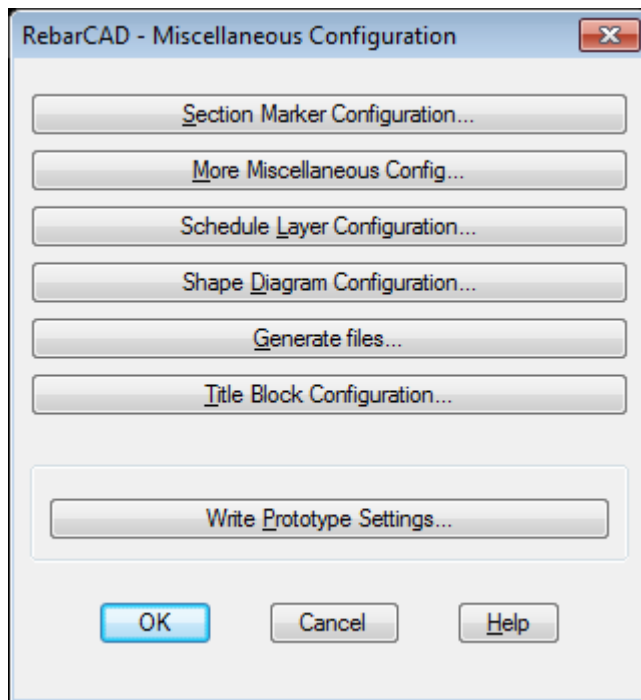 RebarCAD - Miscellaneous Configuration
Section Marker Configuration...
More Miscellaneous Config...
Schedule Layer Configuration...
Shape Diagram Configuration...
Generate files...
Title Block Configuration...
Write Prototype Settings...
OK Cancel Help